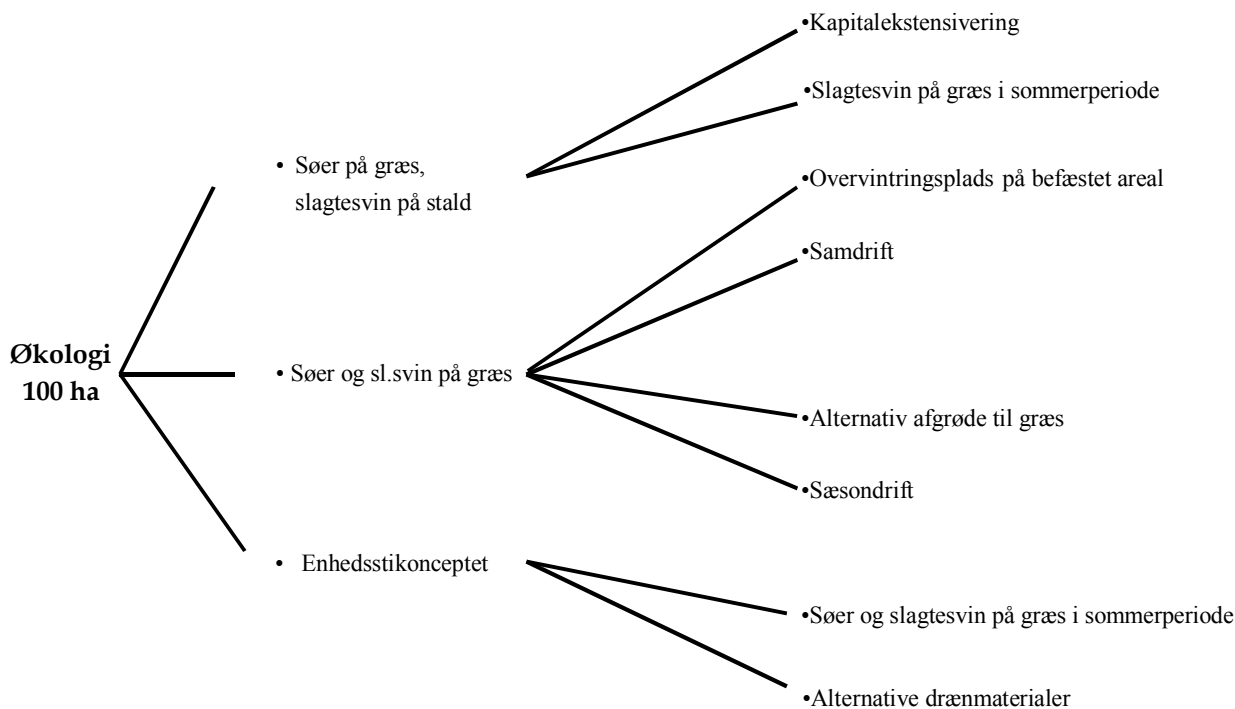 Økologi
100 ha
• Søer på græs,
slagtesvin på stald
•Kapitalekstensivering
•Slagtesvin på græs i sommerperiode
• Søer og sl.svin på græs
•Overvintringsplads på befæstet areal
•Samdrift
•Alternativ afgrøde til græs
•Sæsondrift
• Enhedsstikonceptet
•Søer og slagtesvin på græs i sommerperiode
•Alternative drænmaterialer